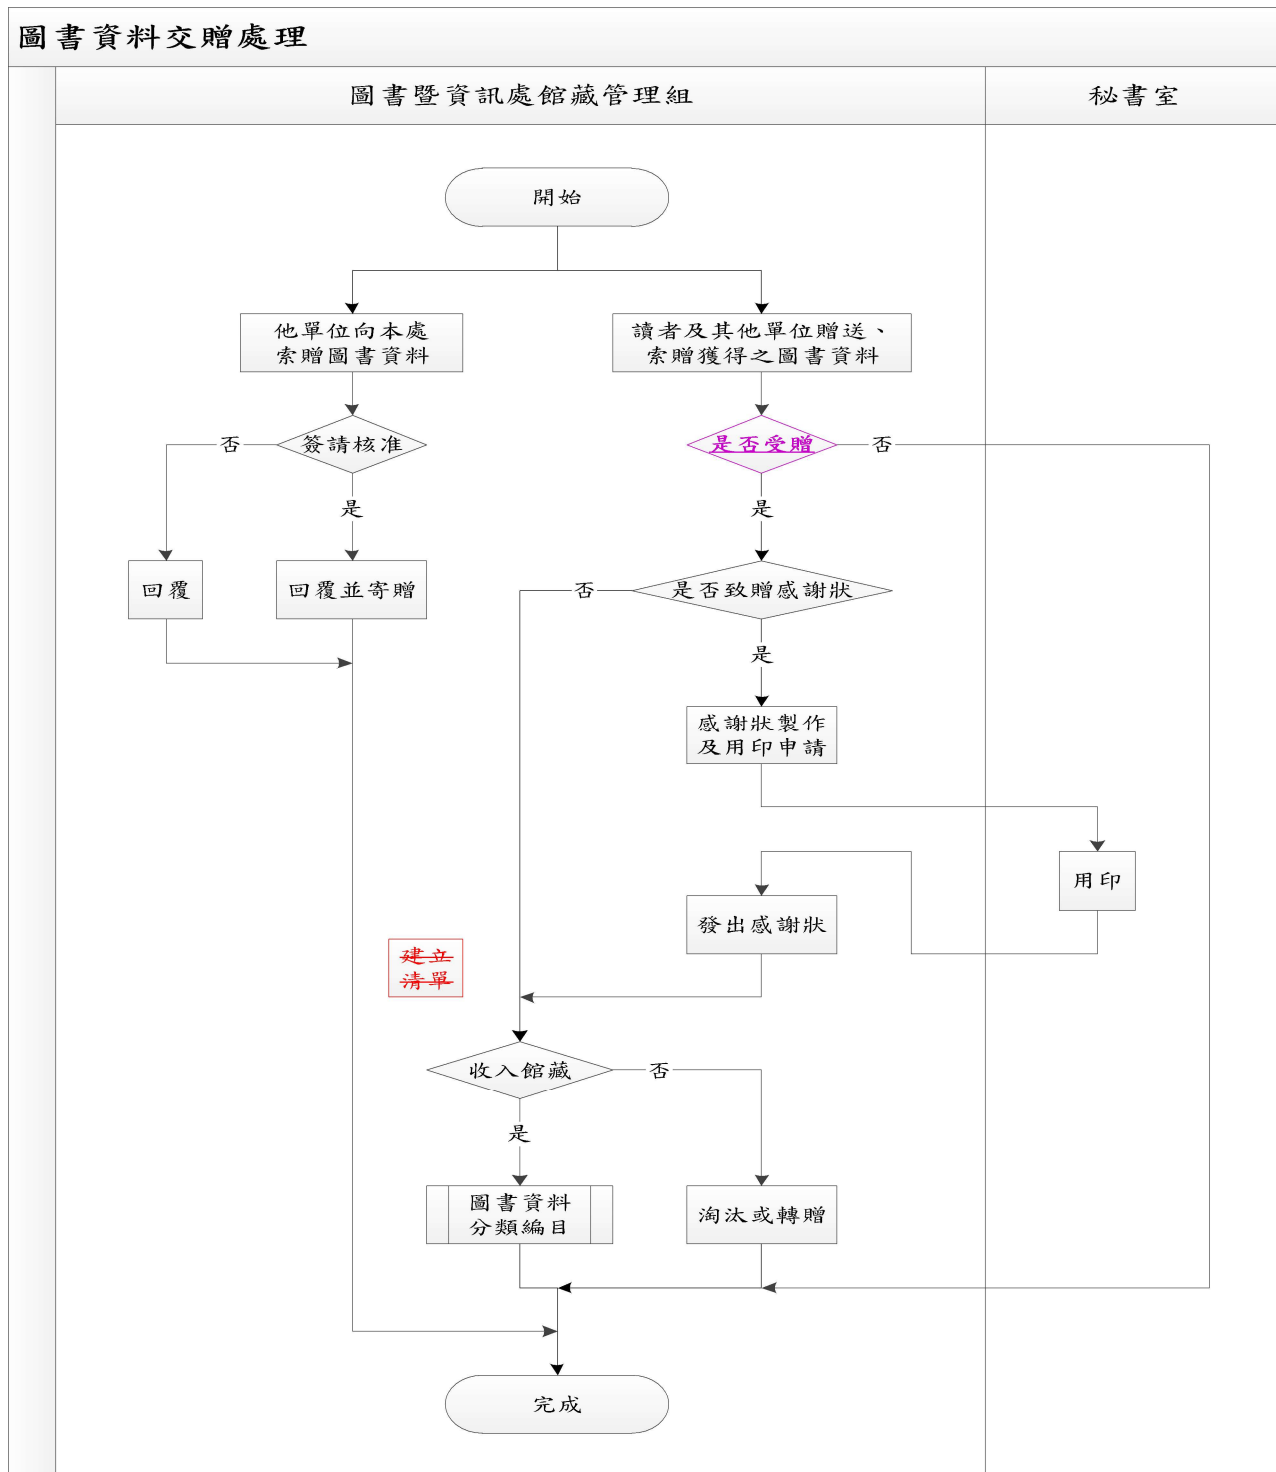 圖書資料交贈處理
圖書暨資訊處館藏管理組
秘書室
開始
他單位向本處
索贈圖書資料
讀者及其他單位贈送、
索贈獲得之圖書資料
否
簽請核准
是否受贈
否
是
是
回覆
回覆並寄贈
否
是否致贈感謝狀
是
感謝狀製作
及用印申請
用印
發出感謝狀
建立
清單
收入館藏
否
是
圖書資料
分類編目
淘汰或轉贈
完成